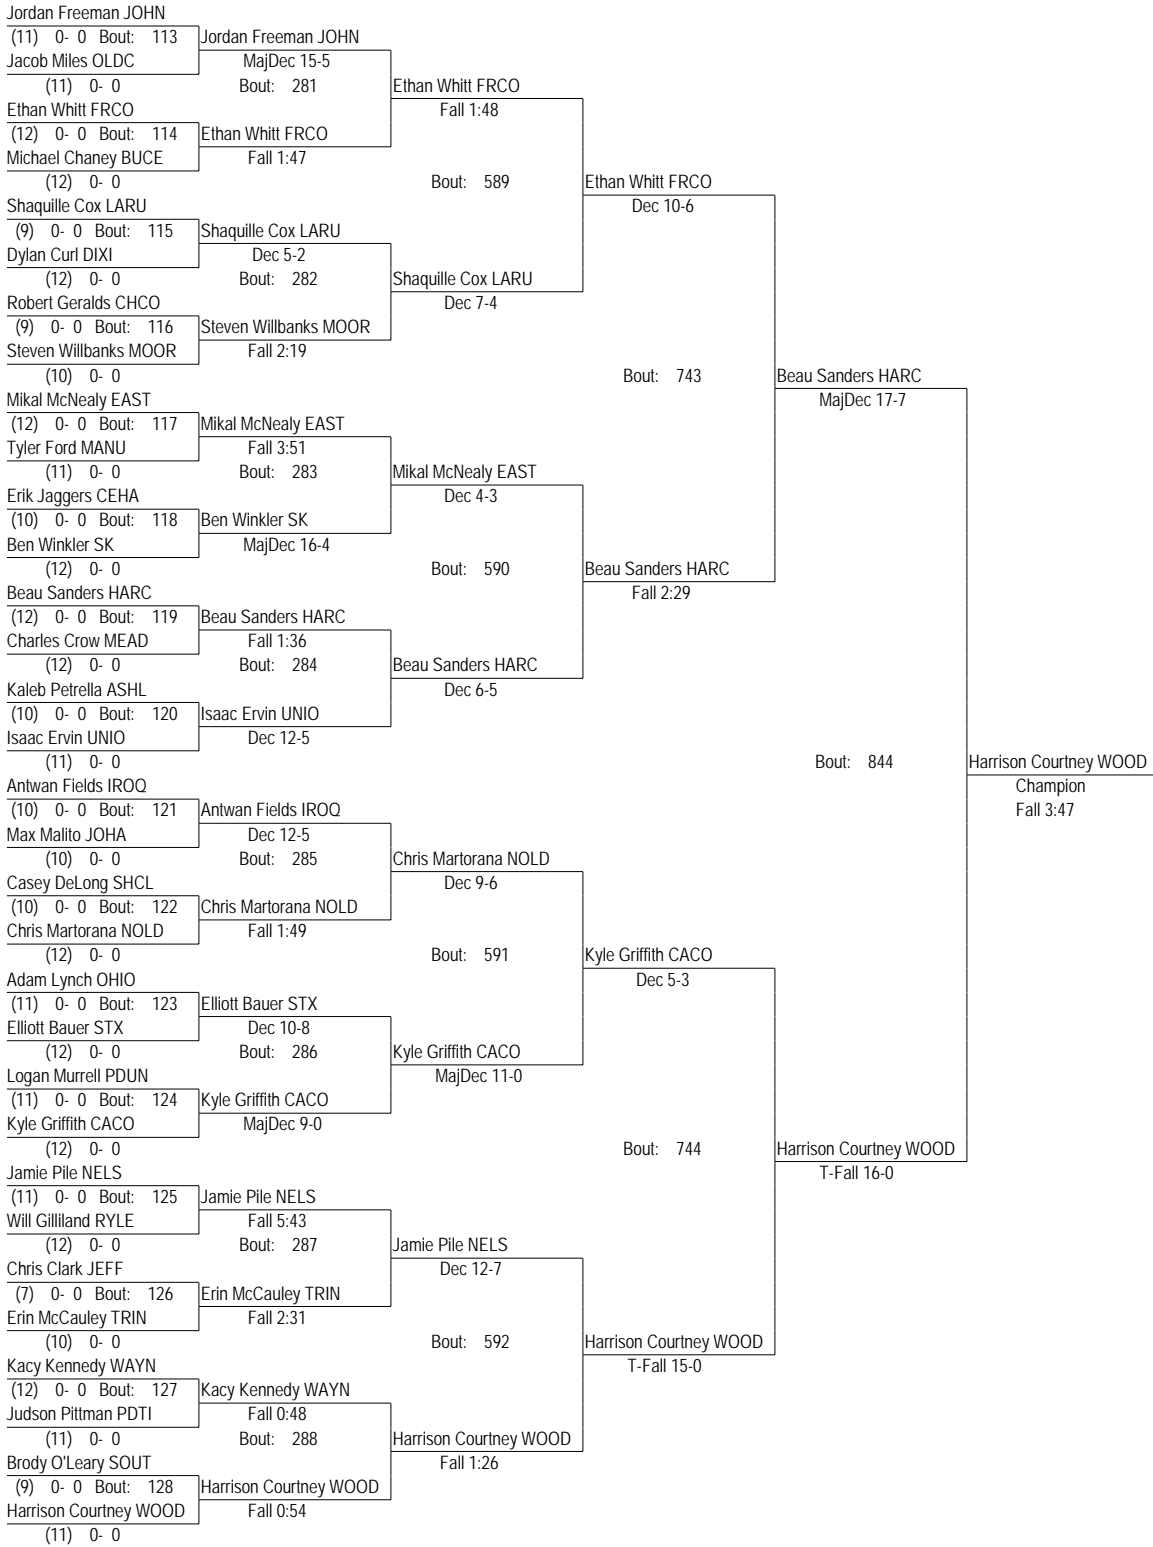 Jordan Freeman JOHN
(11) 0- 0 Bout: 113 Jordan Freeman JOHN
Jacob Miles OLDC MajDec 15-5
(11) 0- 0 Bout: 281 Ethan Whitt FRCO
Ethan Whitt FRCO Fall 1:48
(12) 0- 0 Bout: 114 Ethan Whitt FRCO
Michael Chaney BUCE Fall 1:47
(12) 0- 0 Bout: 589 Ethan Whitt FRCO
Shaquille Cox LARU Dec 10-6
(9) 0- 0 Bout: 115 Shaquille Cox LARU
Dylan Curl DIXI Dec 5-2
(12) 0- 0 Bout: 282 Shaquille Cox LARU
Robert Geralds CHCO Dec 7-4
(9) 0- 0 Bout: 116 Steven Willbanks MOOR
Steven Willbanks MOOR Fall 2:19
(10) 0- 0 Bout: 743 Beau Sanders HARC
Mikal McNealy EAST MajDec 17-7
(12) 0- 0 Bout: 117 Mikal McNealy EAST
Tyler Ford MANU Fall 3:51
(11) 0- 0 Bout: 283 Mikal McNealy EAST
Erik Jaggers CEHA Dec 4-3
(10) 0- 0 Bout: 118 Ben Winkler SK
Ben Winkler SK MajDec 16-4
(12) 0- 0 Bout: 590 Beau Sanders HARC
Beau Sanders HARC Fall 2:29
(12) 0- 0 Bout: 119 Beau Sanders HARC
Charles Crow MEAD Fall 1:36
(12) 0- 0 Bout: 284 Beau Sanders HARC
Kaleb Petrella ASHL Dec 6-5
(10) 0- 0 Bout: 120 Isaac Ervin UNIO
Isaac Ervin UNIO Dec 12-5
(11) 0- 0 Bout: 844 Harrison Courtney WOOD
Antwan Fields IROQ Champion
(10) 0- 0 Bout: 121 Antwan Fields IROQ Fall 3:47
Max Malito JOHA Dec 12-5
(10) 0- 0 Bout: 285 Chris Martorana NOLD
Casey DeLong SHCL Dec 9-6
(10) 0- 0 Bout: 122 Chris Martorana NOLD
Chris Martorana NOLD Fall 1:49
(12) 0- 0 Bout: 591 Kyle Griffith CACO
Adam Lynch OHIO Dec 5-3
(11) 0- 0 Bout: 123 Elliott Bauer STX
Elliott Bauer STX Dec 10-8
(12) 0- 0 Bout: 286 Kyle Griffith CACO
Logan Murrell PDUN MajDec 11-0
(11) 0- 0 Bout: 124 Kyle Griffith CACO
Kyle Griffith CACO MajDec 9-0
(12) 0- 0 Bout: 744 Harrison Courtney WOOD
Jamie Pile NELS T-Fall 16-0
(11) 0- 0 Bout: 125 Jamie Pile NELS
Will Gilliland RYLE Fall 5:43
(12) 0- 0 Bout: 287 Jamie Pile NELS
Chris Clark JEFF Dec 12-7
(7) 0- 0 Bout: 126 Erin McCauley TRIN
Erin McCauley TRIN Fall 2:31
(10) 0- 0 Bout: 592 Harrison Courtney WOOD
Kacy Kennedy WAYN T-Fall 15-0
(12) 0- 0 Bout: 127 Kacy Kennedy WAYN
Judson Pittman PDTI Fall 0:48
(11) 0- 0 Bout: 288 Harrison Courtney WOOD
Brody O'Leary SOUT Fall 1:26
(9) 0- 0 Bout: 128 Harrison Courtney WOOD
Harrison Courtney WOOD Fall 0:54
(11) 0- 0